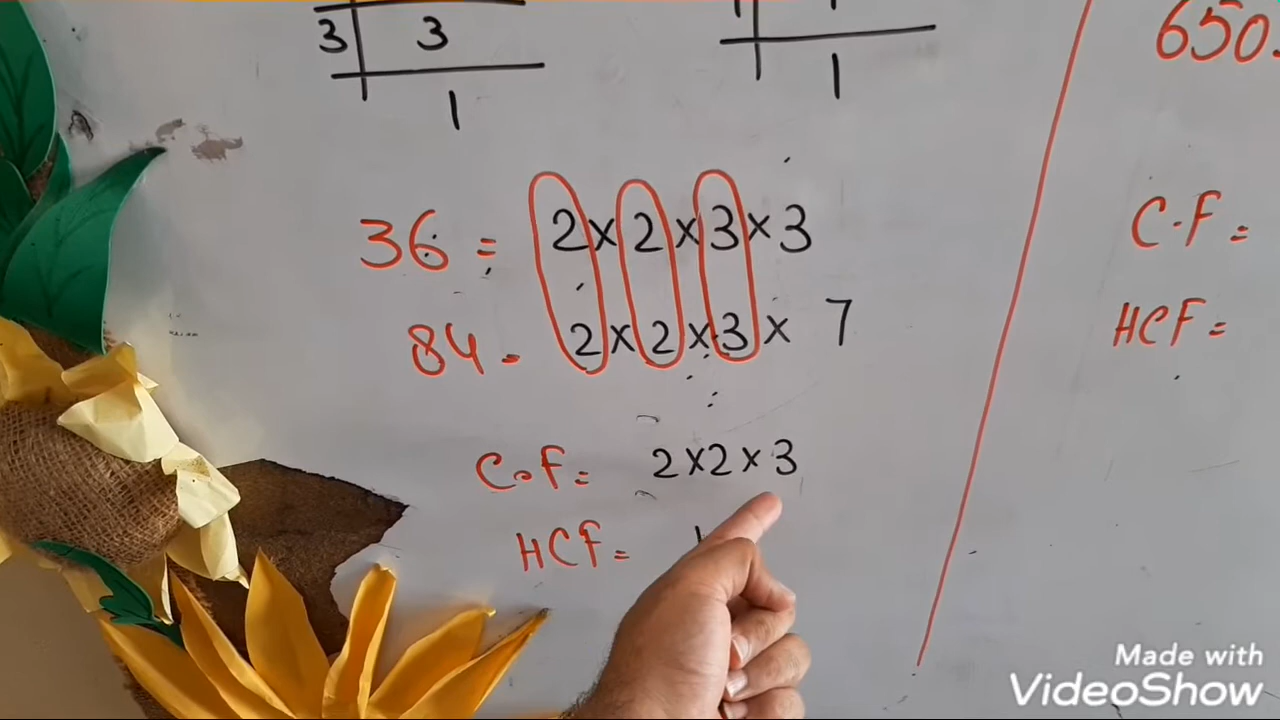 3 3
1
1
650.
36 = 2 x 2 x 3 x 3
84 = 2 x 2 x 3 x 7
C.F = 2 x 2 x 3
HCF =
C.F =
HCF =
Made with
VideoShow